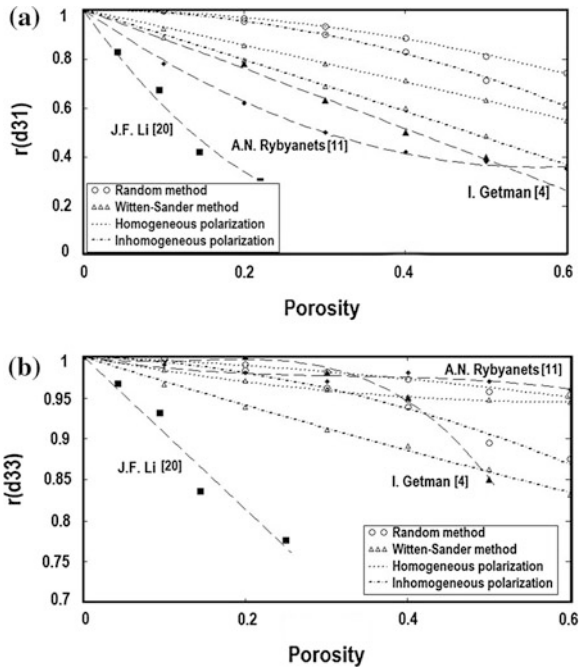 (a)
1
0.8
0.6
0.4
0.2
0
r(d31)
J.F. Li [20]
A.N. Rybyanets [11]
I. Getman [4]
Random method
Witten-Sander method
Homogeneous polarization
Inhomogeneous polarization
0 0.2 0.4 0.6
Porosity
(b)
1
0.95
0.9
0.85
0.8
0.75
0.7
r(d33)
A.N. Rybyanets [11]
J.F. Li [20]
I. Getman [4]
Random method
Witten-Sander method
Homogeneous polarization
Inhomogeneous polarization
0 0.2 0.4 0.6
Porosity